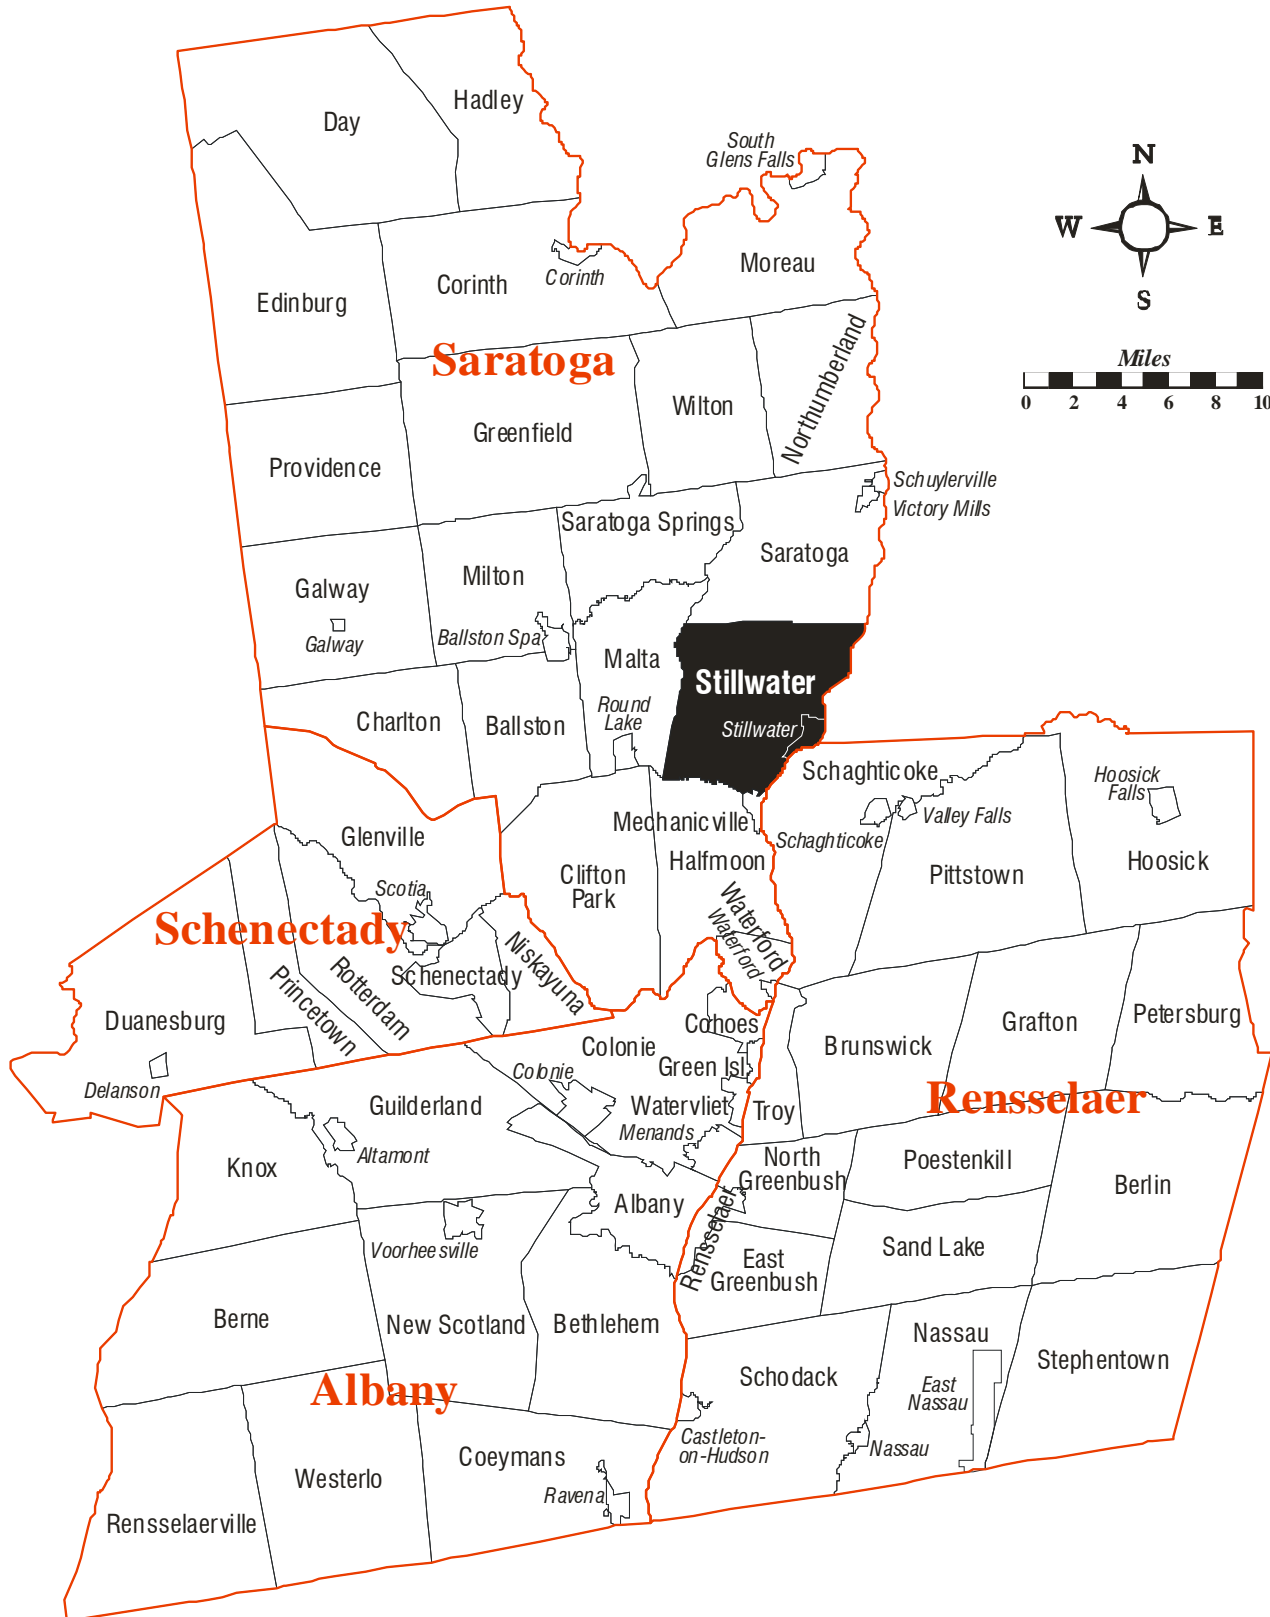 Hadley
Day
South
Glens Falls
N
W
E
S
Moreau
Corinth
Corinth
Edinburg
Saratoga
Miles
0 2 4 6 8 10
Northumberland
Wilton
Greenfield
Providence
Schuylerville
Victory Mills
Saratoga Springs
Saratoga
Milton
Galway
Galway
Ballston Spa
Malta
Stillwater
Round
Lake
Charlton
Ballston
Stillwater
Schaghticoke
Hoosick
Falls
Mechanicville
Schaghticoke
Valley Falls
Glenville
Halfmoon
Hoosick
Clifton
Park
Pittstown
Scotia
Waterford
Waterford
Schenectady
Niskayuna
Schenectady
Rotterdam
Princetown
Duanesburg
Cohoes
Grafton
Petersburg
Colonie
Brunswick
Green Isl
Colonie
Delanson
Rensselaer
Guilderland
Watervliet
Troy
Menands
Altamont
Knox
North
Greenbush
Poestenkill
Berlin
Albany
Rensselaer
Voorheesville
Sand Lake
East
Greenbush
Berne
New Scotland
Bethlehem
Nassau
Stephentown
Albany
Schodack
East
Nassau
Castleton-
on-Hudson
Nassau
Coeymans
Westerlo
Ravena
Rensselaerville